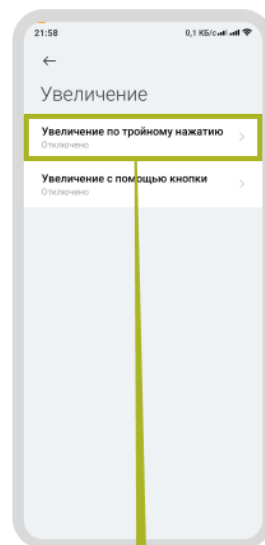 21:58 0,1 КБ/с
Увеличение
Увеличение по тройному нажатию
Отключено
Увеличение с помощью кнопки
Отключено